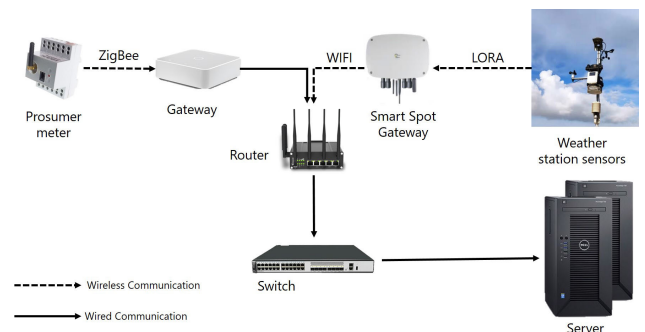 ZigBee
WIFI
LORA
Prosumer
meter
Gateway
Smart Spot
Gateway
Weather
station sensors
Router
Switch
DELL
Wireless Communication
Wired Communication
Server